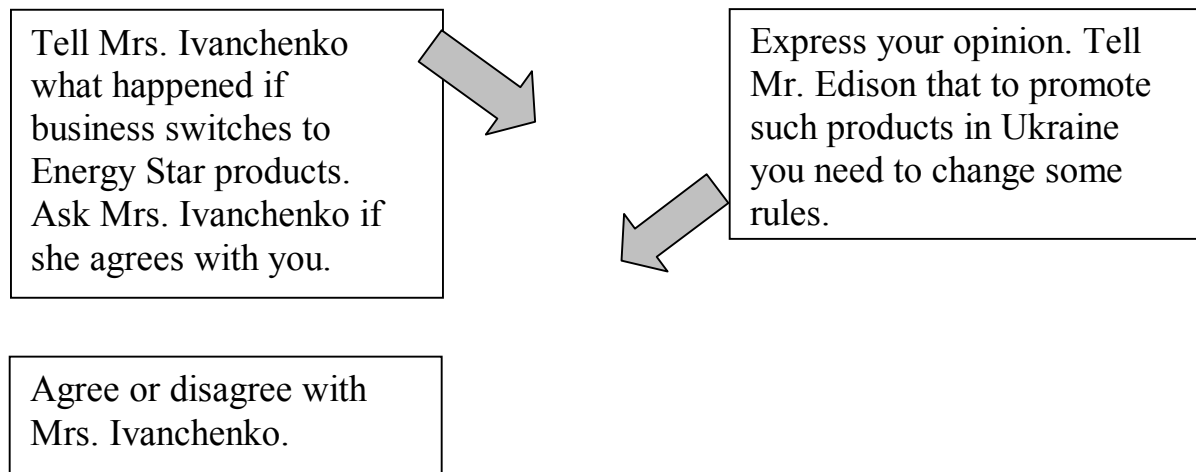 Tell Mrs. Ivanchenko
what happened if
business switches to
Energy Star products.
Ask Mrs. Ivanchenko if
she agrees with you.
Express your opinion. Tell
Mr. Edison that to promote
such products in Ukraine
you need to change some
rules.
Agree or disagree with
Mrs. Ivanchenko.